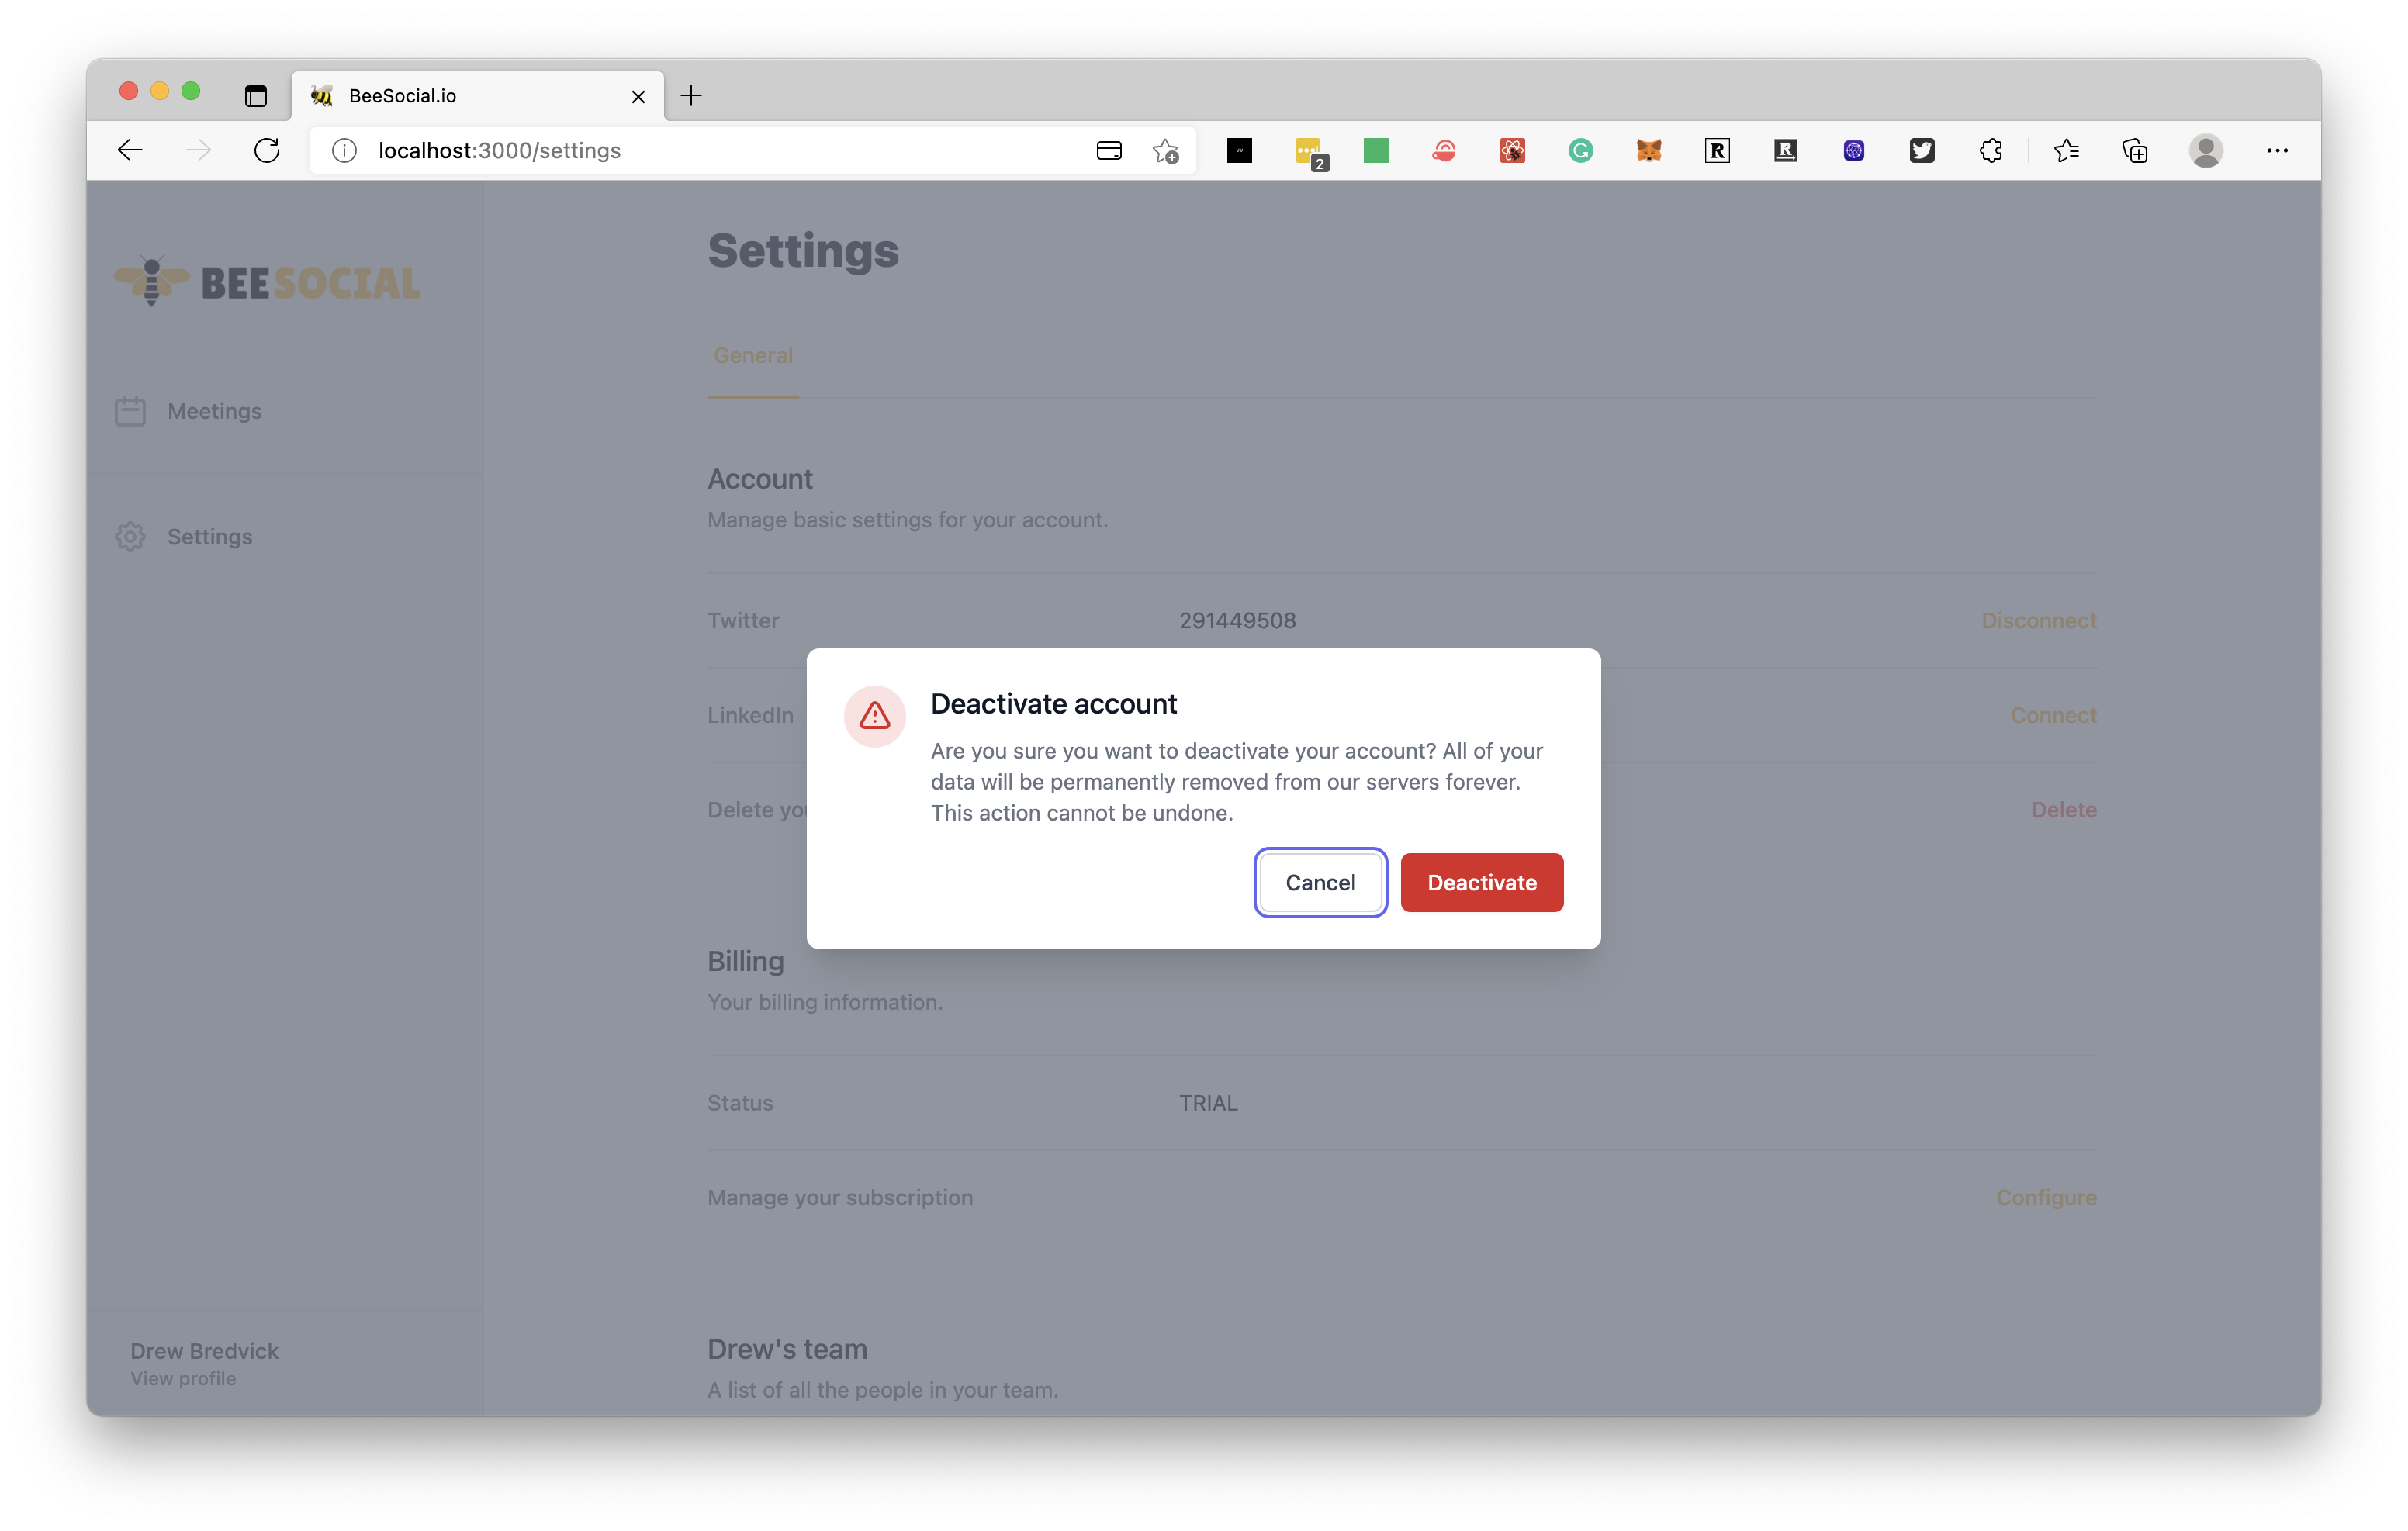 BeeSocial.io
localhost:3000/settings
2
BEESOCIAL
Meetings
Settings
Drew Bredvick
View profile
Settings
General
Account
Manage basic settings for your account.
Twitter 291449508 Disconnect
LinkedIn Connect
Delete Delete
Deactivate account
Are you sure you want to deactivate your account? All of your
data will be permanently removed from our servers forever.
This action cannot be undone.
Cancel Deactivate
Billing
Your billing information.
Status TRIAL
Manage your subscription Configure
Drew's team
A list of all the people in your team.